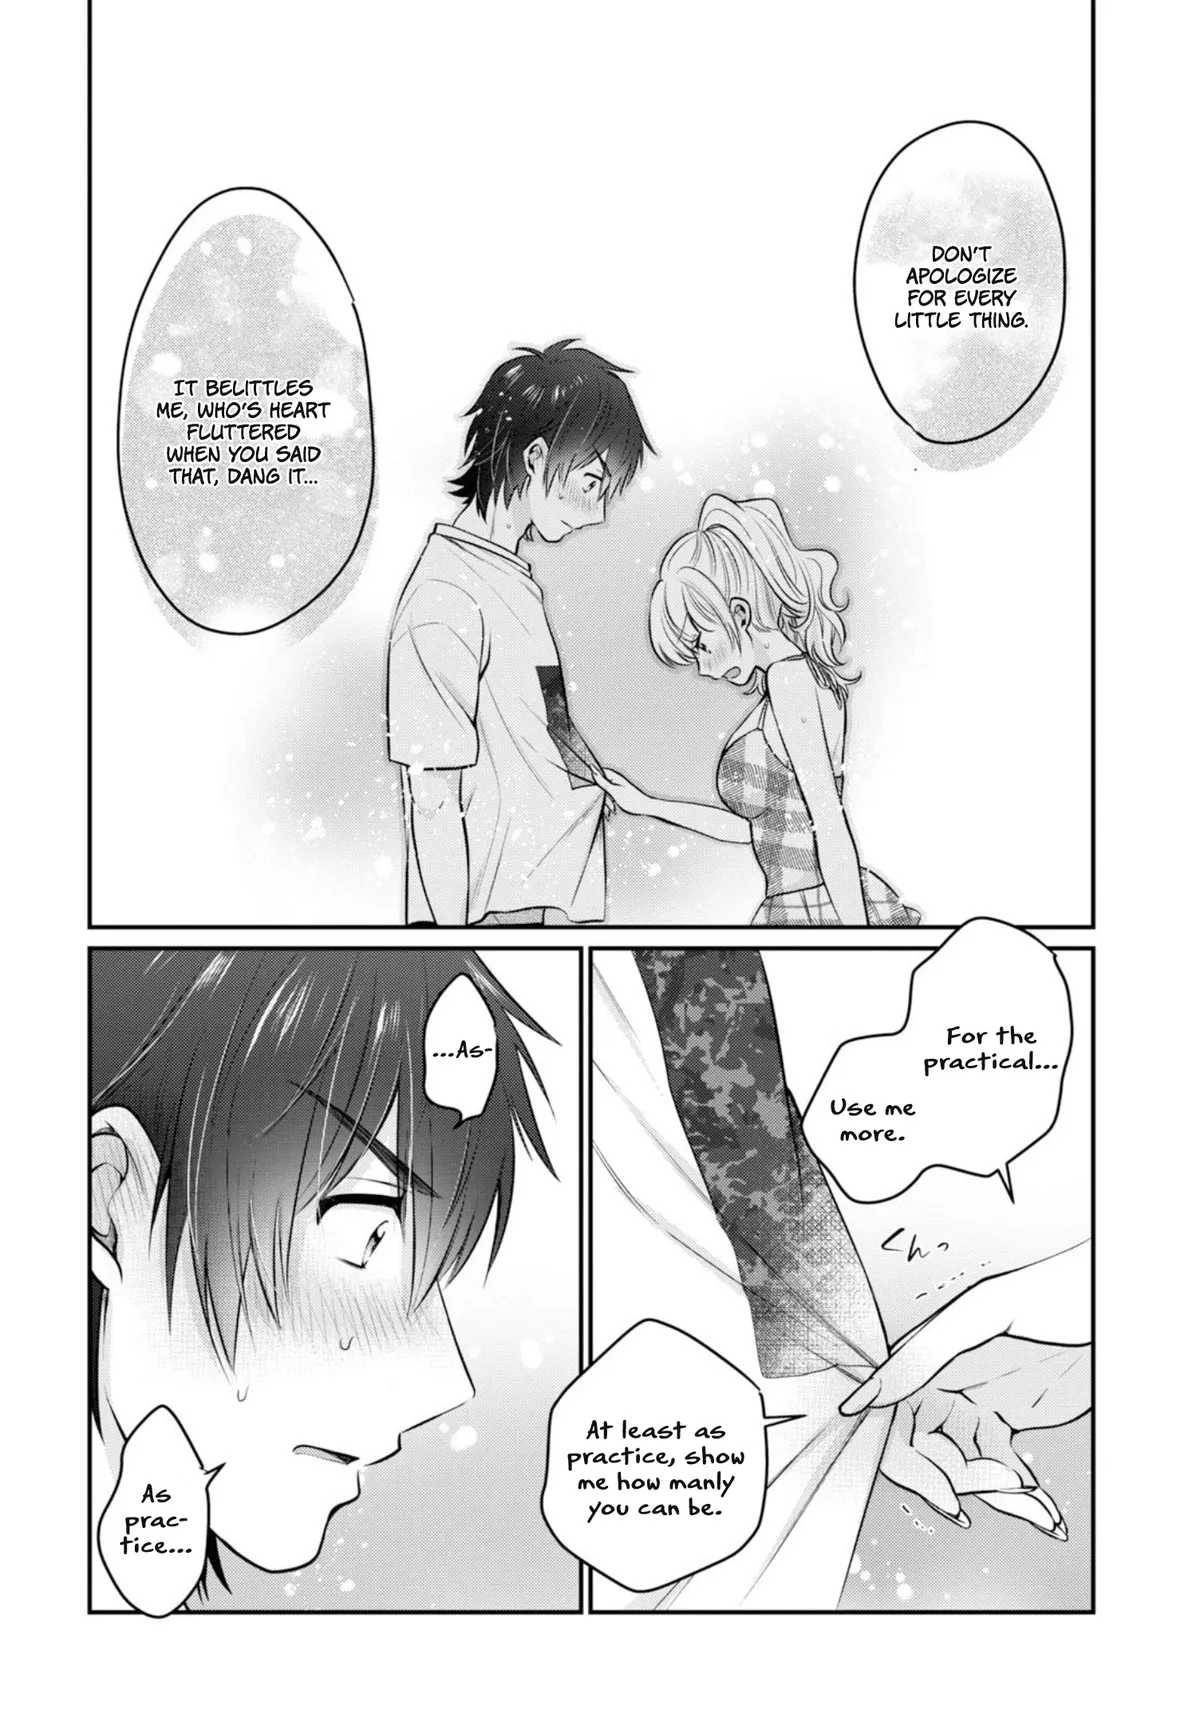 DON'T
APOLOGIZE
FOR EVERY
LITTLE THING.
IT BELITTLES
ME, WHO'S HEART
FLUTTERED
WHEN YOU SAID
THAT, DANG IT...
For the
practical...
Use me
more.
くんっ
At least as
practice, show
me how manly
you can be.
...As-
As
prac-
tice...